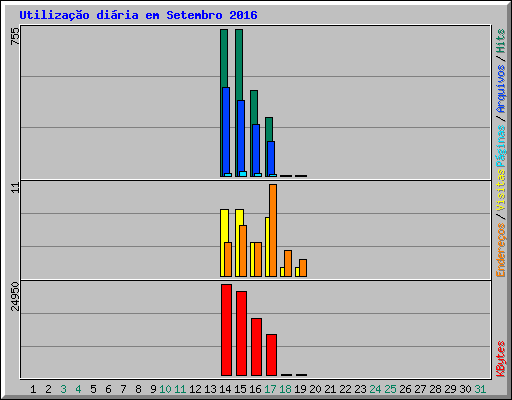 Utilização diária em Setembro 2016
755
11
24950
Hits / Arquivos / Páginas
Endereços / Visitas
KBytes
1 2 3 4 5 6 7 8 9 10 11 12 13 14 15 16 17 18 19 20 21 22 23 24 25 26 27 28 29 30 31